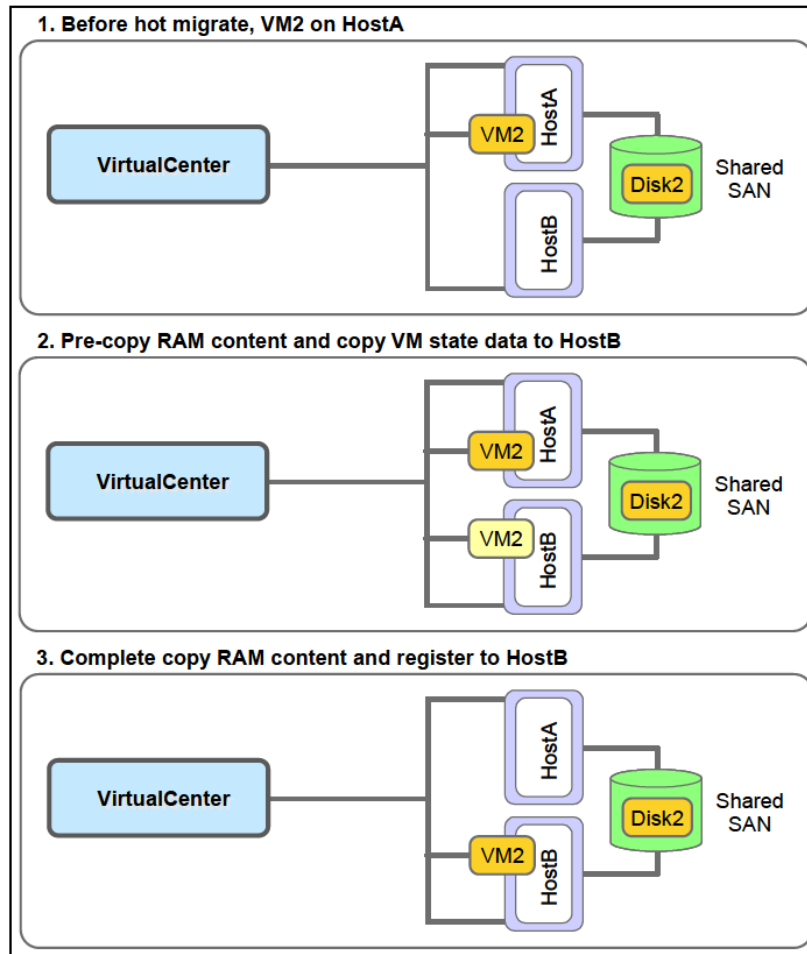 1. Before hot migrate, VM2 on HostA
VirtualCenter
VM2
HostA
HostB
Disk2
Shared
SAN
2. Pre-copy RAM content and copy VM state data to HostB
VirtualCenter
VM2
HostA
VM2
HostB
Disk2
Shared
SAN
3. Complete copy RAM content and register to HostB
VirtualCenter
HostA
VM2
HostB
Disk2
Shared
SAN